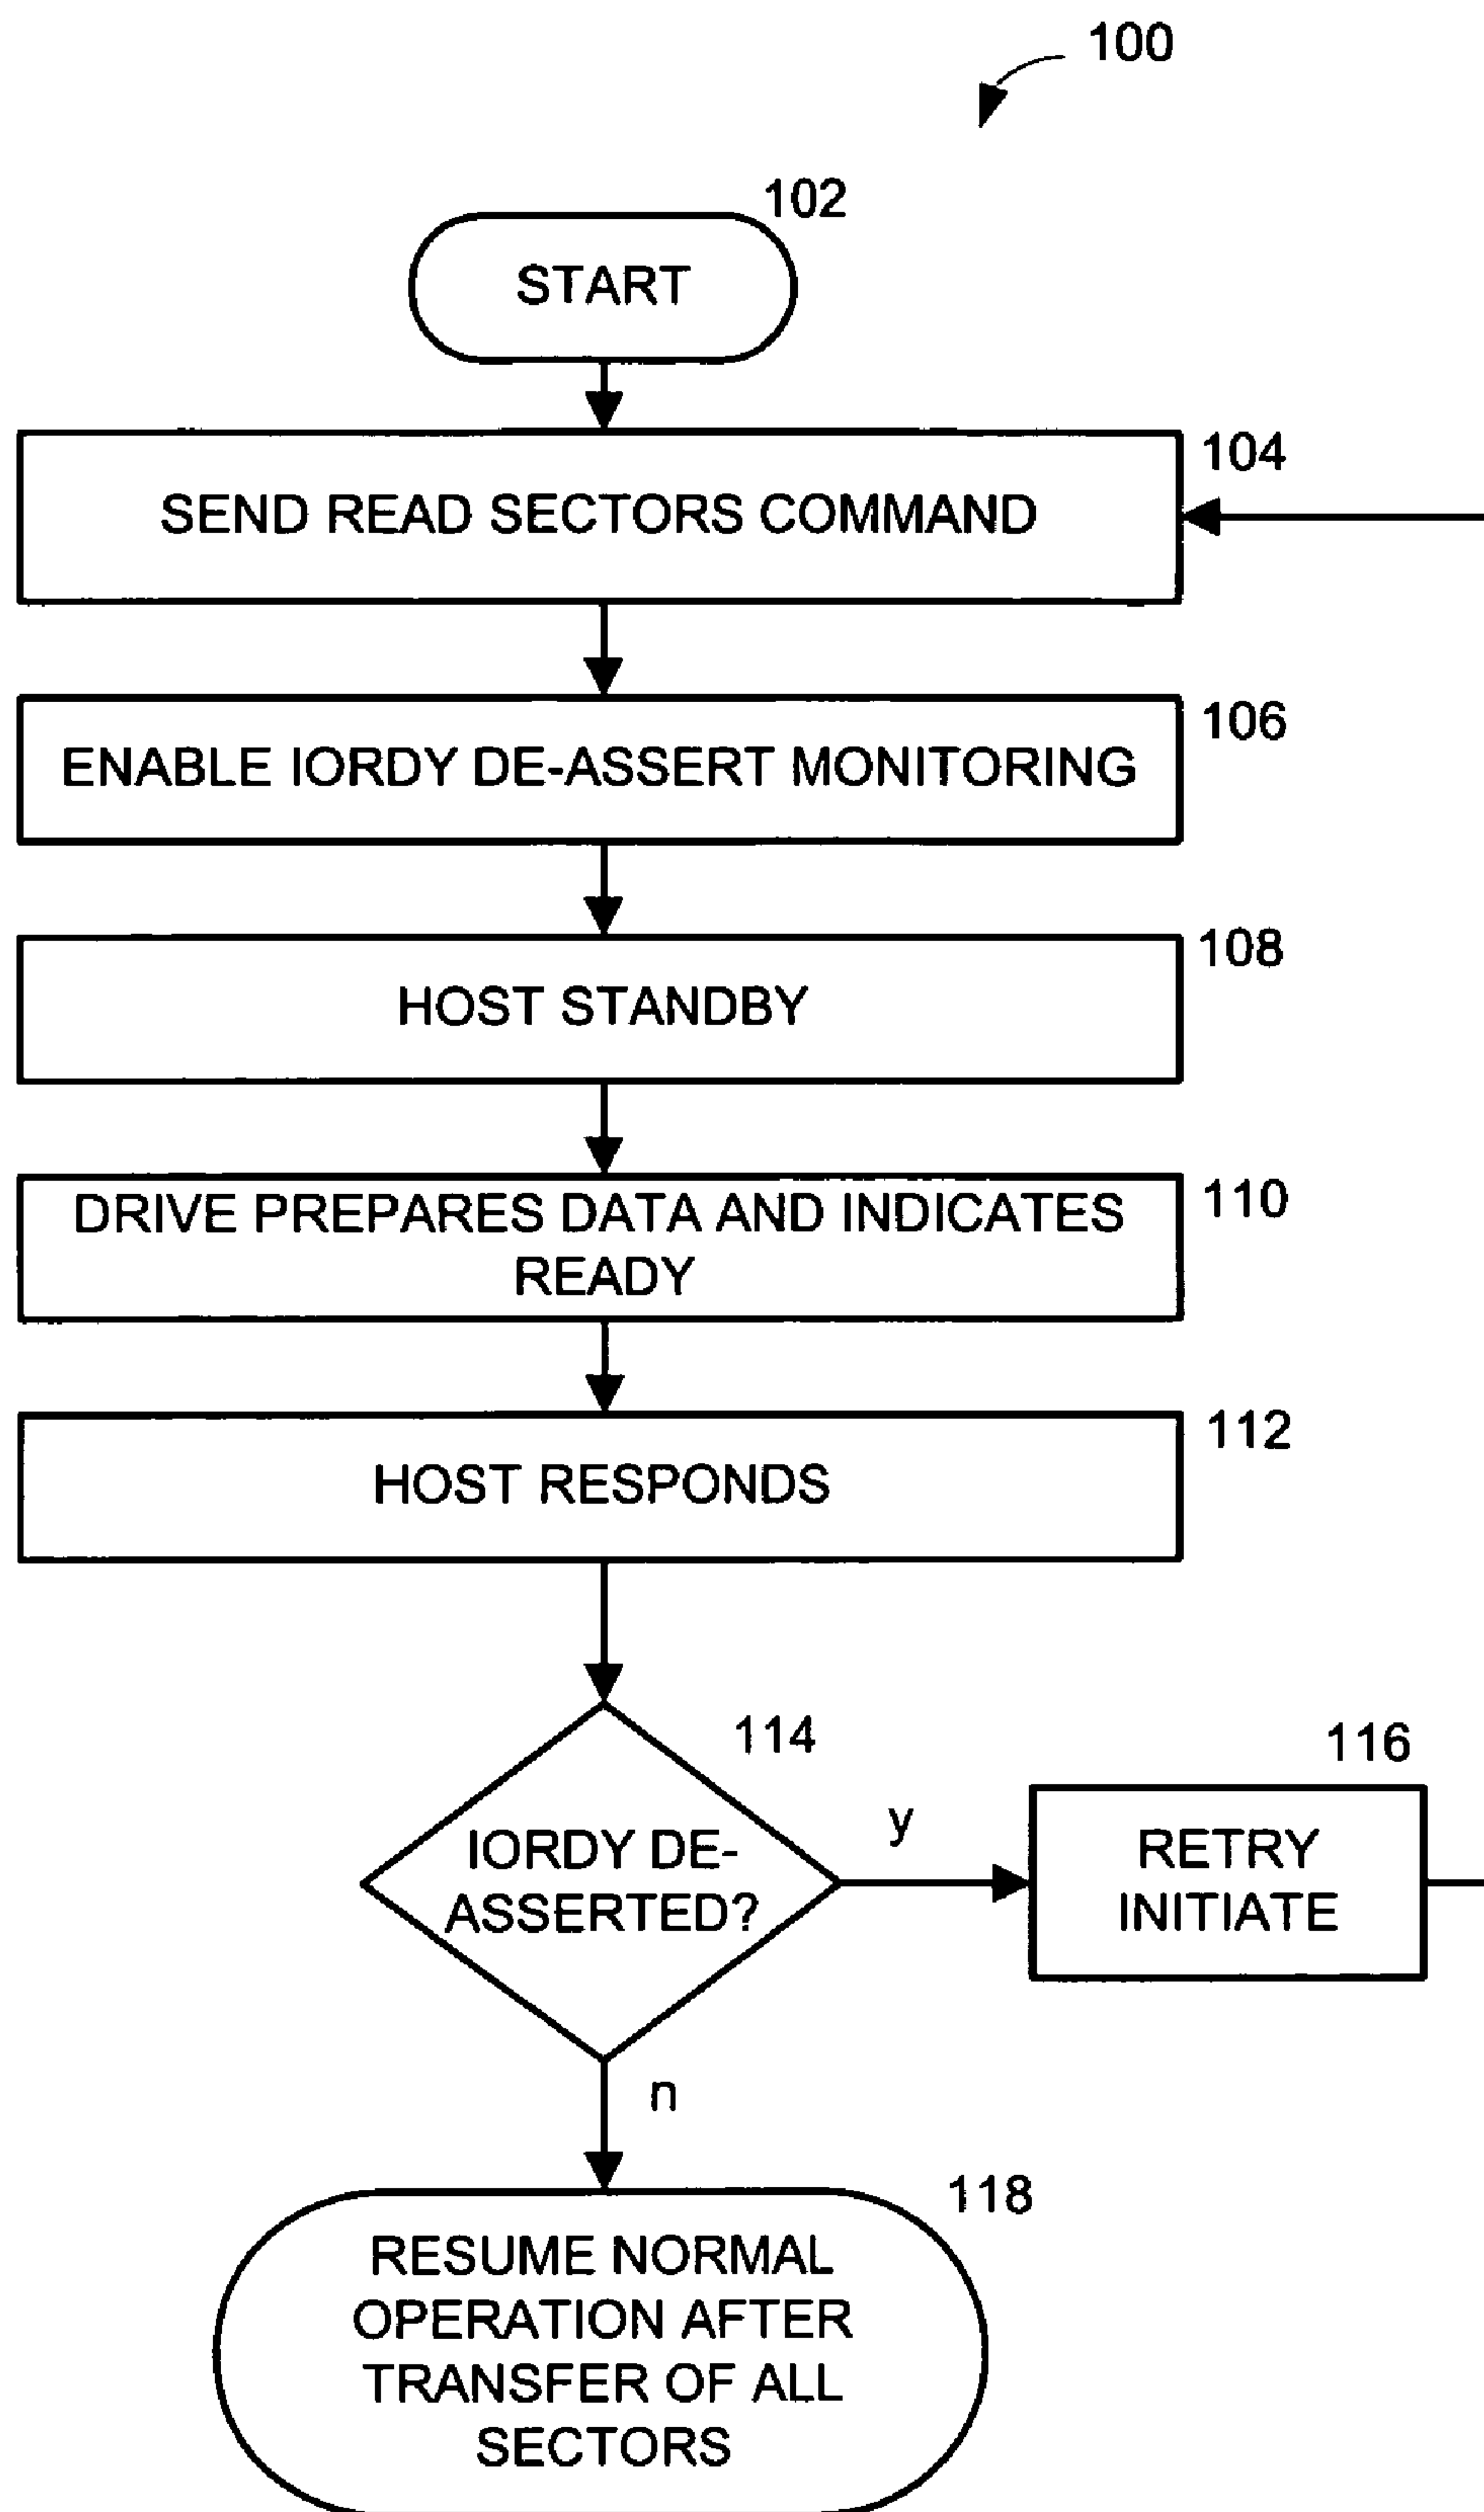 100
102
START
104
SEND READ SECTORS COMMAND
106
ENABLE IORDY DE-ASSERT MONITORING
108
HOST STANDBY
110
DRIVE PREPARES DATA AND INDICATES
READY
112
HOST RESPONDS
114
IORDY DE-
ASSERTED?
y
116
RETRY
INITIATE
n
118
RESUME NORMAL
OPERATION AFTER
TRANSFER OF ALL
SECTORS